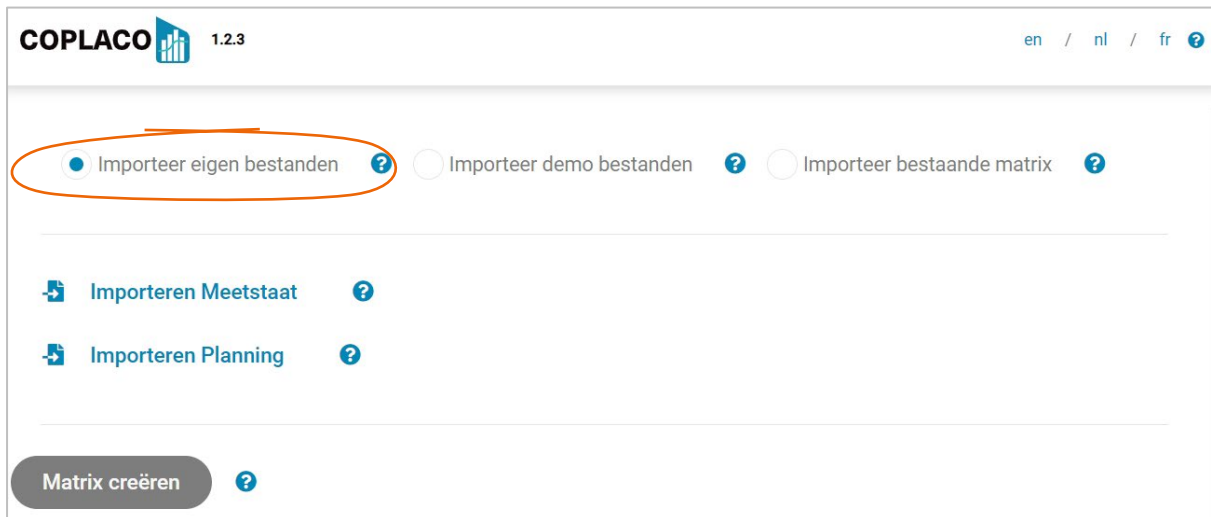 COPLACO 1.2.3 en / nl / fr ?
Importeer eigen bestanden ? Importeer demo bestanden ? Importeer bestaande matrix ?
Importeren Meetstaat ?
Importeren Planning ?
Matrix creëren ?